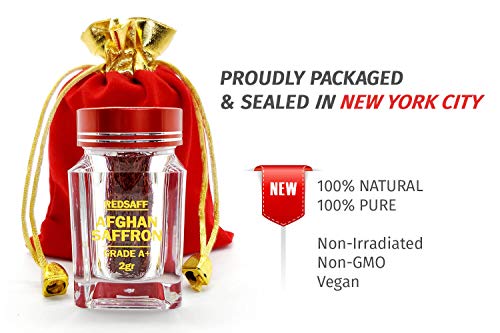 PROUDLY PACKAGED
& SEALED IN NEW YORK CITY
NEW
100% NATURAL
100% PURE
Non-Irradiated
Non-GMO
Vegan
REDSAFF
AFGHAN
SAFFRON
GRADE A+
2gr